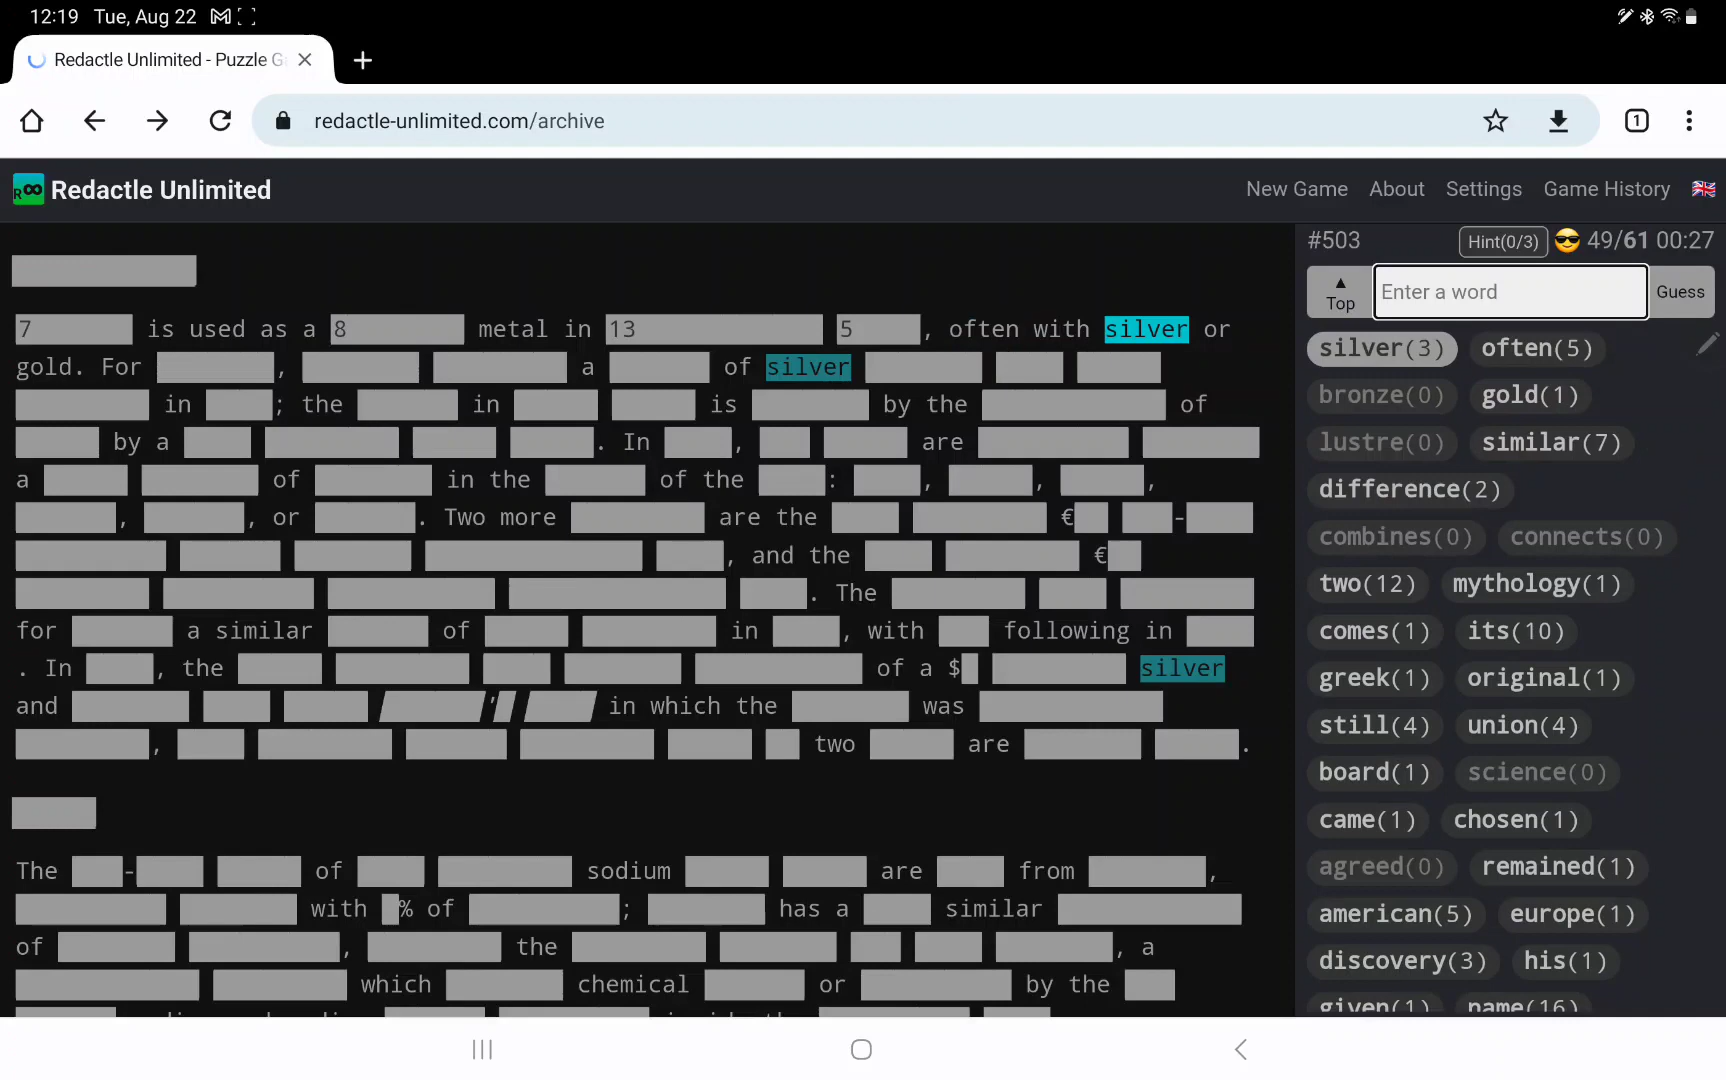 12:19 Tue, Aug 22
Redactle Unlimited - Puzzle G
redactle-unlimited.com/archive
1
R∞ Redactle Unlimited
New Game About Settings Game History
#503 Hint(0/3) 😎 49/61 00:27
▲ Top Enter a word Guess
7 is used as a 8 metal in 13 5, often with silver or
gold. For , a of silver
in ; the in is by the of
by a . In , are
a of in the of the : , , ,
, , or . Two more are the € -
, and the €
. The
for a similar of in , with following in
. In , the of a $ silver
and ' in which the was
, two are .
The - of sodium are from ,
with % of ; has a similar
of , the , a
which chemical or by the
silver(3) often(5)
bronze(0) gold(1)
lustre(0) similar(7)
difference(2)
combines(0) connects(0)
two(12) mythology(1)
comes(1) its(10)
greek(1) original(1)
still(4) union(4)
board(1) science(0)
came(1) chosen(1)
agreed(0) remained(1)
american(5) europe(1)
discovery(3) his(1)
given(1) name(16)